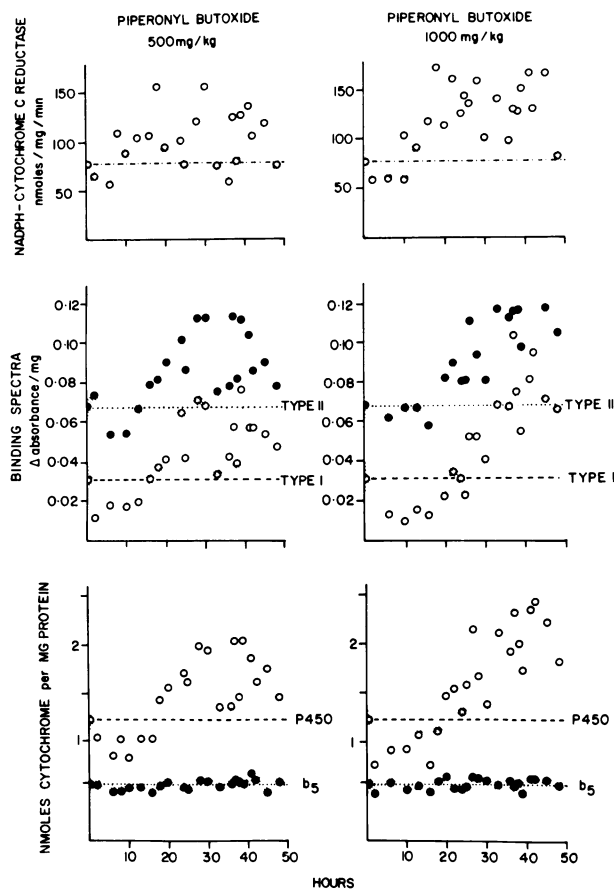 PIPERONYL BUTOXIDE
500mg/kg
PIPERONYL BUTOXIDE
1000 mg/kg
NADPH-CYTOCHROME C REDUCTASE
nmoles / mg / min
150
100
50
150
100
50
BINDING SPECTRA
Δ absorbance / mg
0·12
0·10
0·08
0·06
0·04
0·02
TYPE II
TYPE I
0·12
0·10
0·08
0·06
0·04
0·02
TYPE II
TYPE I
NMOLES CYTOCHROME per MG PROTEIN
2
1
P450
b5
10 20 30 40 50
2
1
P450
b5
10 20 30 40 50
HOURS